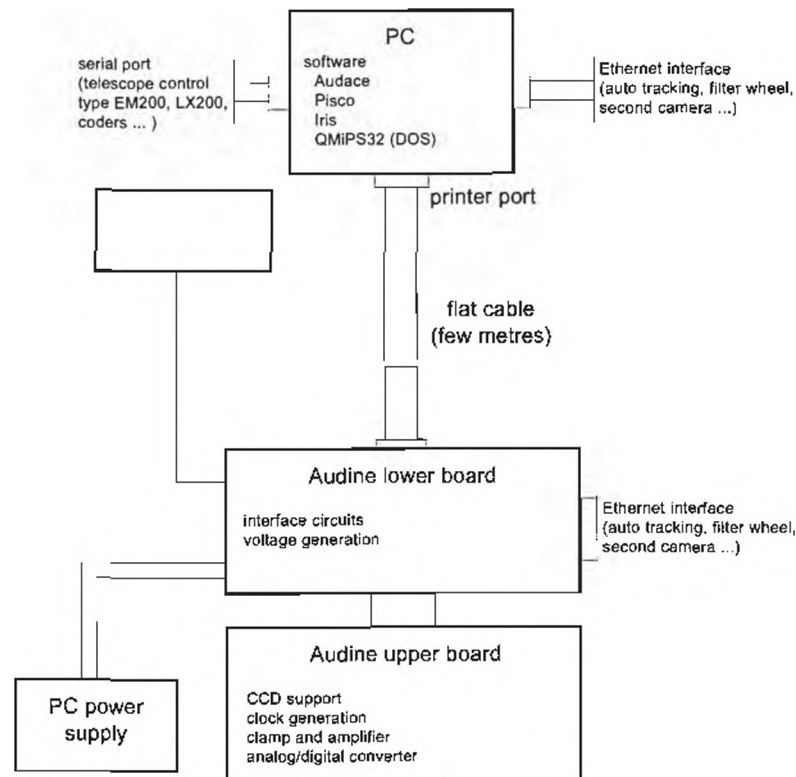 PC
software
Audace
Pisco
Iris
QMiPS32 (DOS)
serial port
(telescope control
type EM200, LX200,
coders ... )
Ethernet interface
(auto tracking, filter wheel,
second camera ...)
printer port
flat cable
(few metres)
Audine lower board
interface circuits
voltage generation
Ethernet interface
(auto tracking, filter wheel,
second camera ...)
Audine upper board
CCD support
clock generation
clamp and amplifier
analog/digital converter
PC power
supply